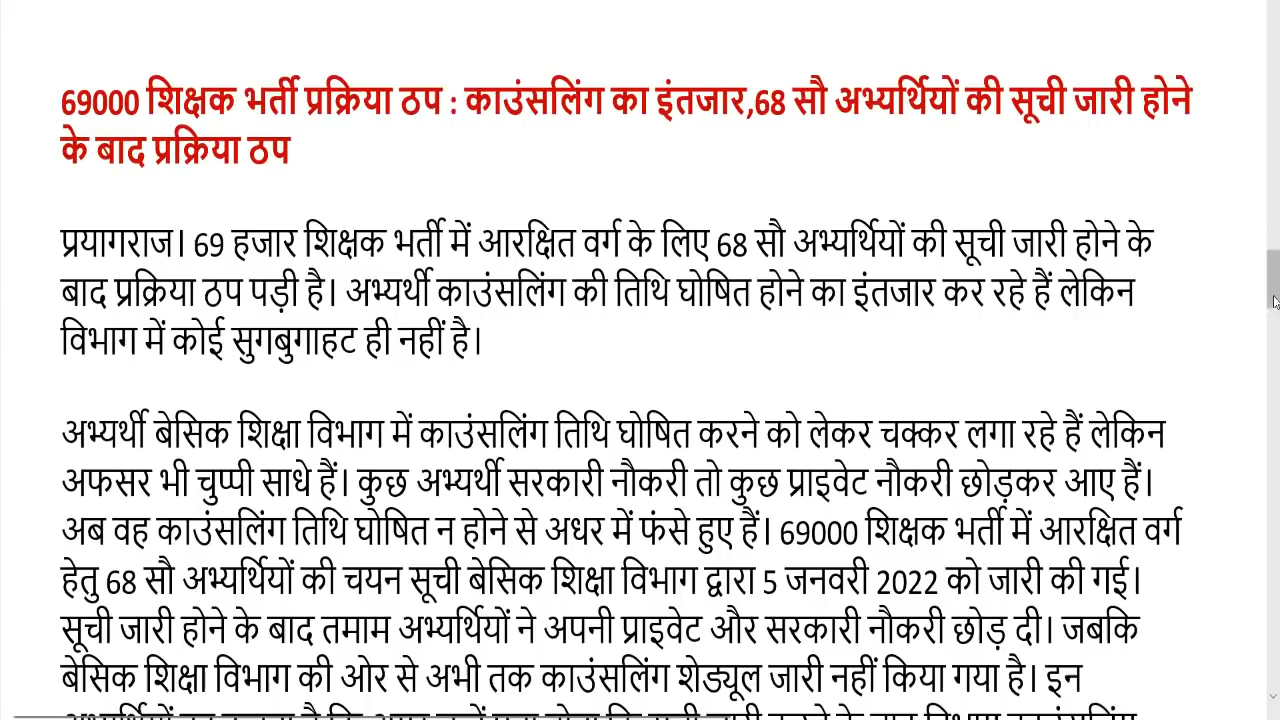 69000 शिक्षक भर्ती प्रक्रिया ठप : काउंसलिंग का इंतजार,68 सौ अभ्यर्थियों की सूची जारी होने
के बाद प्रक्रिया ठप
प्रयागराज। 69 हजार शिक्षक भर्ती में आरक्षित वर्ग के लिए 68 सौ अभ्यर्थियों की सूची जारी होने के
बाद प्रक्रिया ठप पड़ी है। अभ्यर्थी काउंसलिंग की तिथि घोषित होने का इंतजार कर रहे हैं लेकिन
विभाग में कोई सुगबुगाहट ही नहीं है।
अभ्यर्थी बेसिक शिक्षा विभाग में काउंसलिंग तिथि घोषित करने को लेकर चक्कर लगा रहे हैं लेकिन
अफसर भी चुप्पी साधे हैं। कुछ अभ्यर्थी सरकारी नौकरी तो कुछ प्राइवेट नौकरी छोड़कर आए हैं।
अब वह काउंसलिंग तिथि घोषित न होने से अधर में फंसे हुए हैं। 69000 शिक्षक भर्ती में आरक्षित वर्ग
हेतु 68 सौ अभ्यर्थियों की चयन सूची बेसिक शिक्षा विभाग द्वारा 5 जनवरी 2022 को जारी की गई।
सूची जारी होने के बाद तमाम अभ्यर्थियों ने अपनी प्राइवेट और सरकारी नौकरी छोड़ दी। जबकि
बेसिक शिक्षा विभाग की ओर से अभी तक काउंसलिंग शेड्यूल जारी नहीं किया गया है। इन